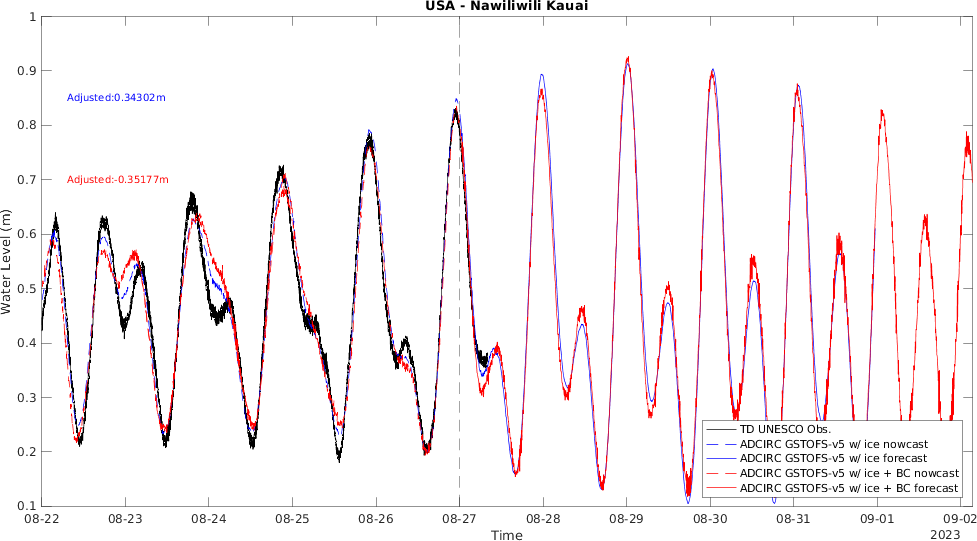 USA - Nawiliwili Kauai
1
0.9
0.8
0.7
0.6
0.5
0.4
0.3
0.2
0.1
Water Level (m)
Adjusted:0.34302m
Adjusted:-0.35177m
TD UNESCO Obs.
ADCIRC GSTOFS-v5 w/ ice nowcast
ADCIRC GSTOFS-v5 w/ ice forecast
ADCIRC GSTOFS-v5 w/ ice + BC nowcast
ADCIRC GSTOFS-v5 w/ ice + BC forecast
08-22 08-23 08-24 08-25 08-26 08-27 08-28 08-29 08-30 08-31 09-01 09-02
Time
2023